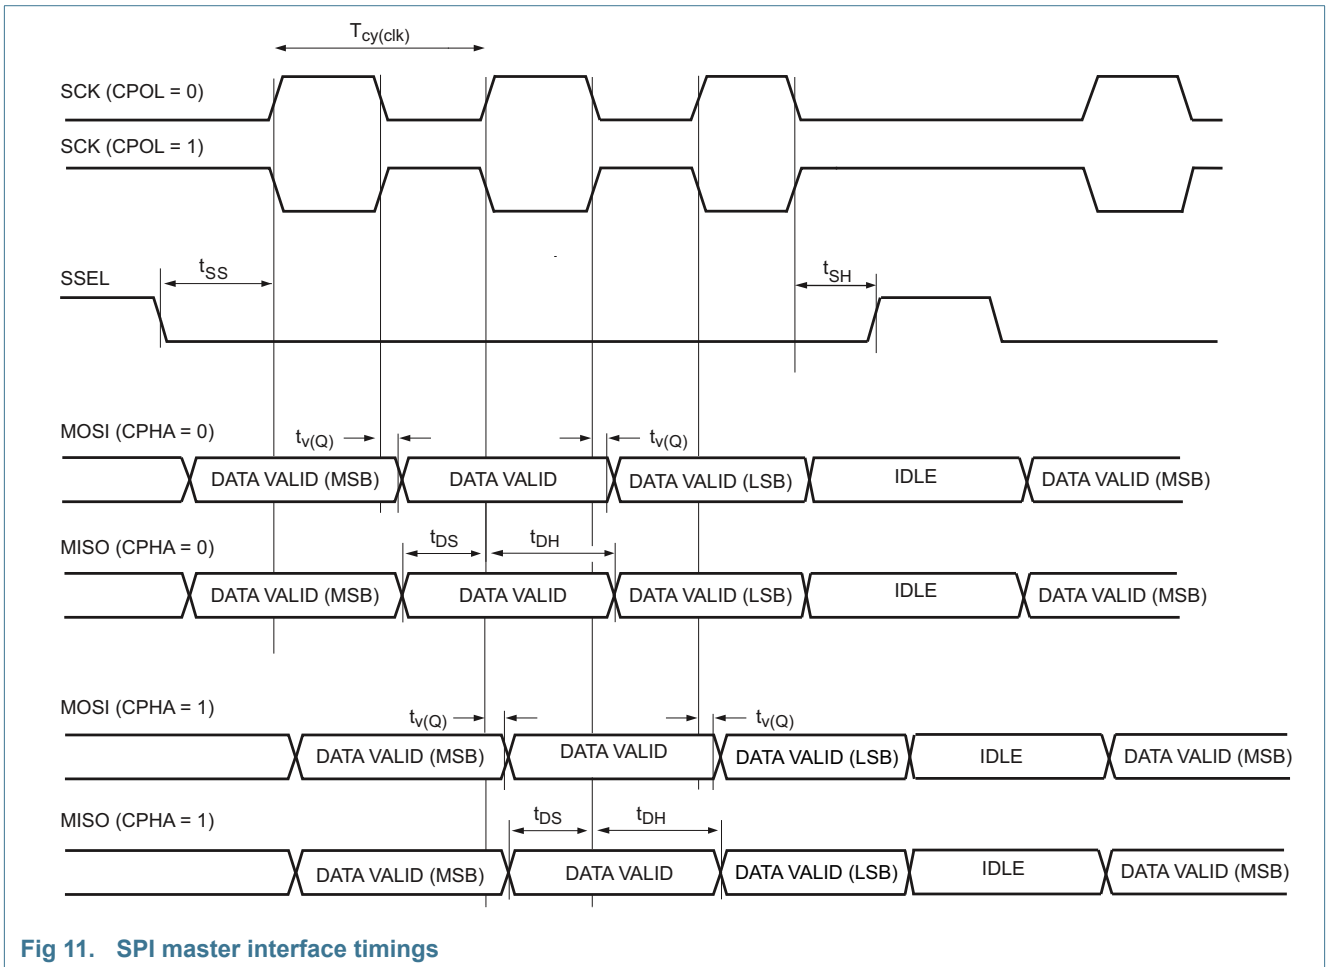 Tcy(clk)
SCK (CPOL = 0)
SCK (CPOL = 1)
SSEL
tSS
tSH
MOSI (CPHA = 0)
tv(Q)
tv(Q)
DATA VALID (MSB)
DATA VALID
DATA VALID (LSB)
IDLE
DATA VALID (MSB)
MISO (CPHA = 0)
tDS
tDH
DATA VALID (MSB)
DATA VALID
DATA VALID (LSB)
IDLE
DATA VALID (MSB)
MOSI (CPHA = 1)
tv(Q)
tv(Q)
DATA VALID (MSB)
DATA VALID
DATA VALID (LSB)
IDLE
DATA VALID (MSB)
MISO (CPHA = 1)
tDS
tDH
DATA VALID (MSB)
DATA VALID
DATA VALID (LSB)
IDLE
DATA VALID (MSB)
Fig 11. SPI master interface timings